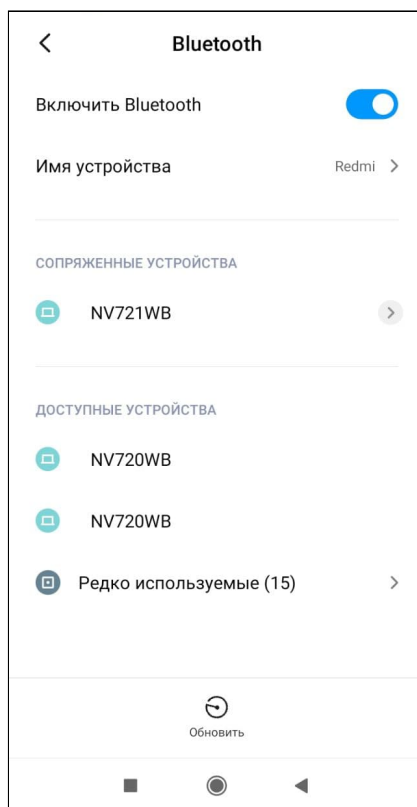 Bluetooth
Включить Bluetooth
Имя устройства Redmi
СОПРЯЖЕННЫЕ УСТРОЙСТВА
NV721WB
ДОСТУПНЫЕ УСТРОЙСТВА
NV720WB
NV720WB
Редко используемые (15)
Обновить